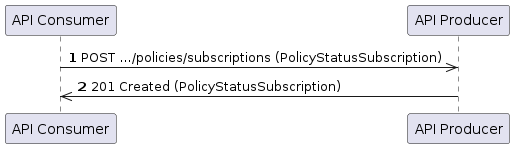 API Consumer API Producer
1 POST .../policies/subscriptions (PolicyStatusSubscription)
2 201 Created (PolicyStatusSubscription)
API Consumer API Producer